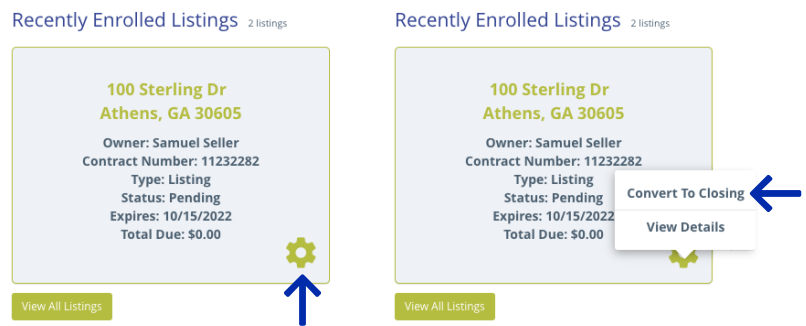 Recently Enrolled Listings 2 listings
100 Sterling Dr
Athens, GA 30605
Owner: Samuel Seller
Contract Number: 11232282
Type: Listing
Status: Pending
Expires: 10/15/2022
Total Due: $0.00
View All Listings
Recently Enrolled Listings 2 listings
100 Sterling Dr
Athens, GA 30605
Owner: Samuel Seller
Contract Number: 11232282
Type: Listing
Status: Pending
Expires: 10/15/2022
Total Due: $0.00
Convert To Closing
View Details
View All Listings